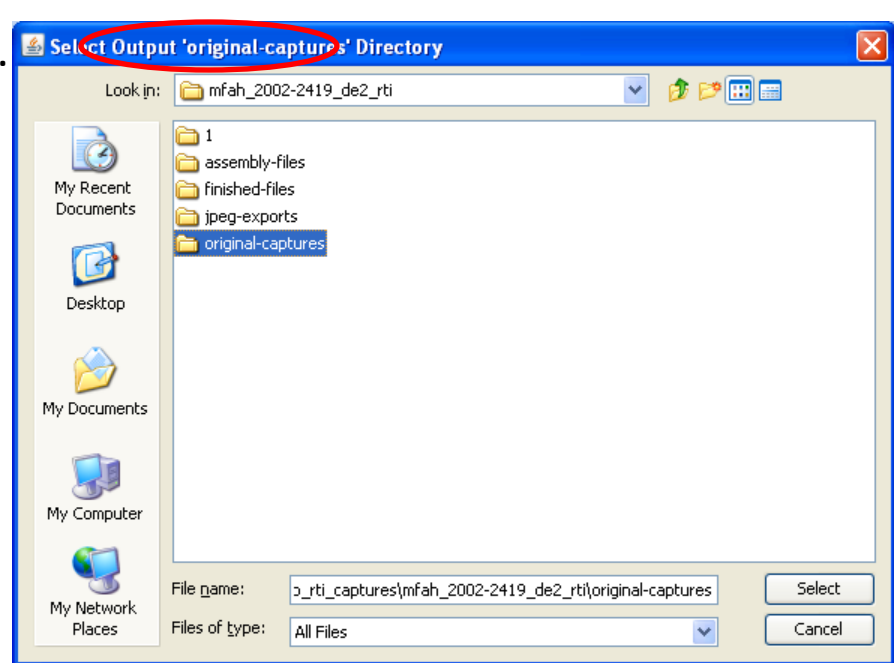 Select Output 'original-captures' Directory
Look in: mfah_2002-2419_de2_rti
My Recent
Documents
Desktop
My Documents
My Computer
My Network
Places
1
assembly-files
finished-files
jpeg-exports
original-captures
File name: _rti_captures\mfah_2002-2419_de2_rti\original-captures Select
Files of type: All Files Cancel